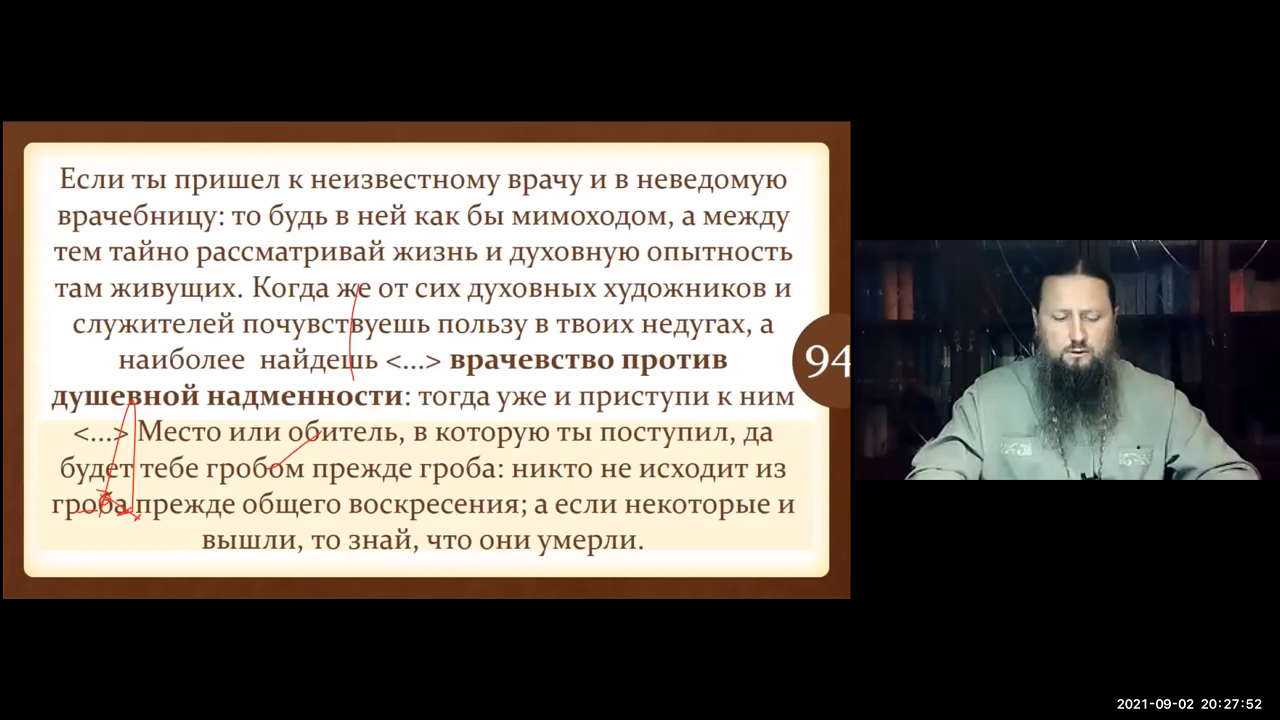 Если ты пришел к неизвестному врачу и в неведомую
врачебницу: то будь в ней как бы мимоходом, а между
тем тайно рассматривай жизнь и духовную опытность
там живущих. Когда же от сих духовных художников и
служителей почувствуешь пользу в твоих недугах, а
наиболее найдешь <...> врачевство против
душевной надменности: тогда уже и приступи к ним
<...> Место или обитель, в которую ты поступил, да
будет тебе гробом прежде гроба: никто не исходит из
гроба прежде общего воскресения; а если некоторые и
вышли, то знай, что они умерли.
94
2021-09-02 20:27:52